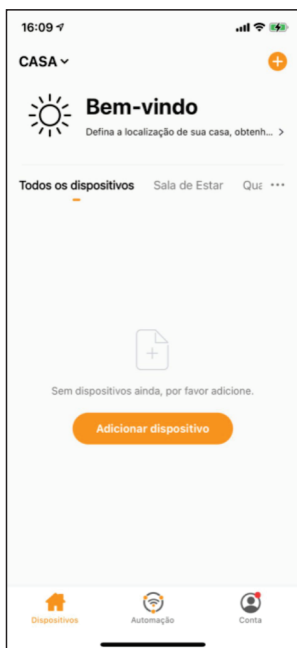 16:09
CASA
Bem-vindo
Defina a localização de sua casa, obtenh...
Todos os dispositivos Sala de Estar Qua
Sem dispositivos ainda, por favor adicione.
Adicionar dispositivo
Dispositivos Automação Conta